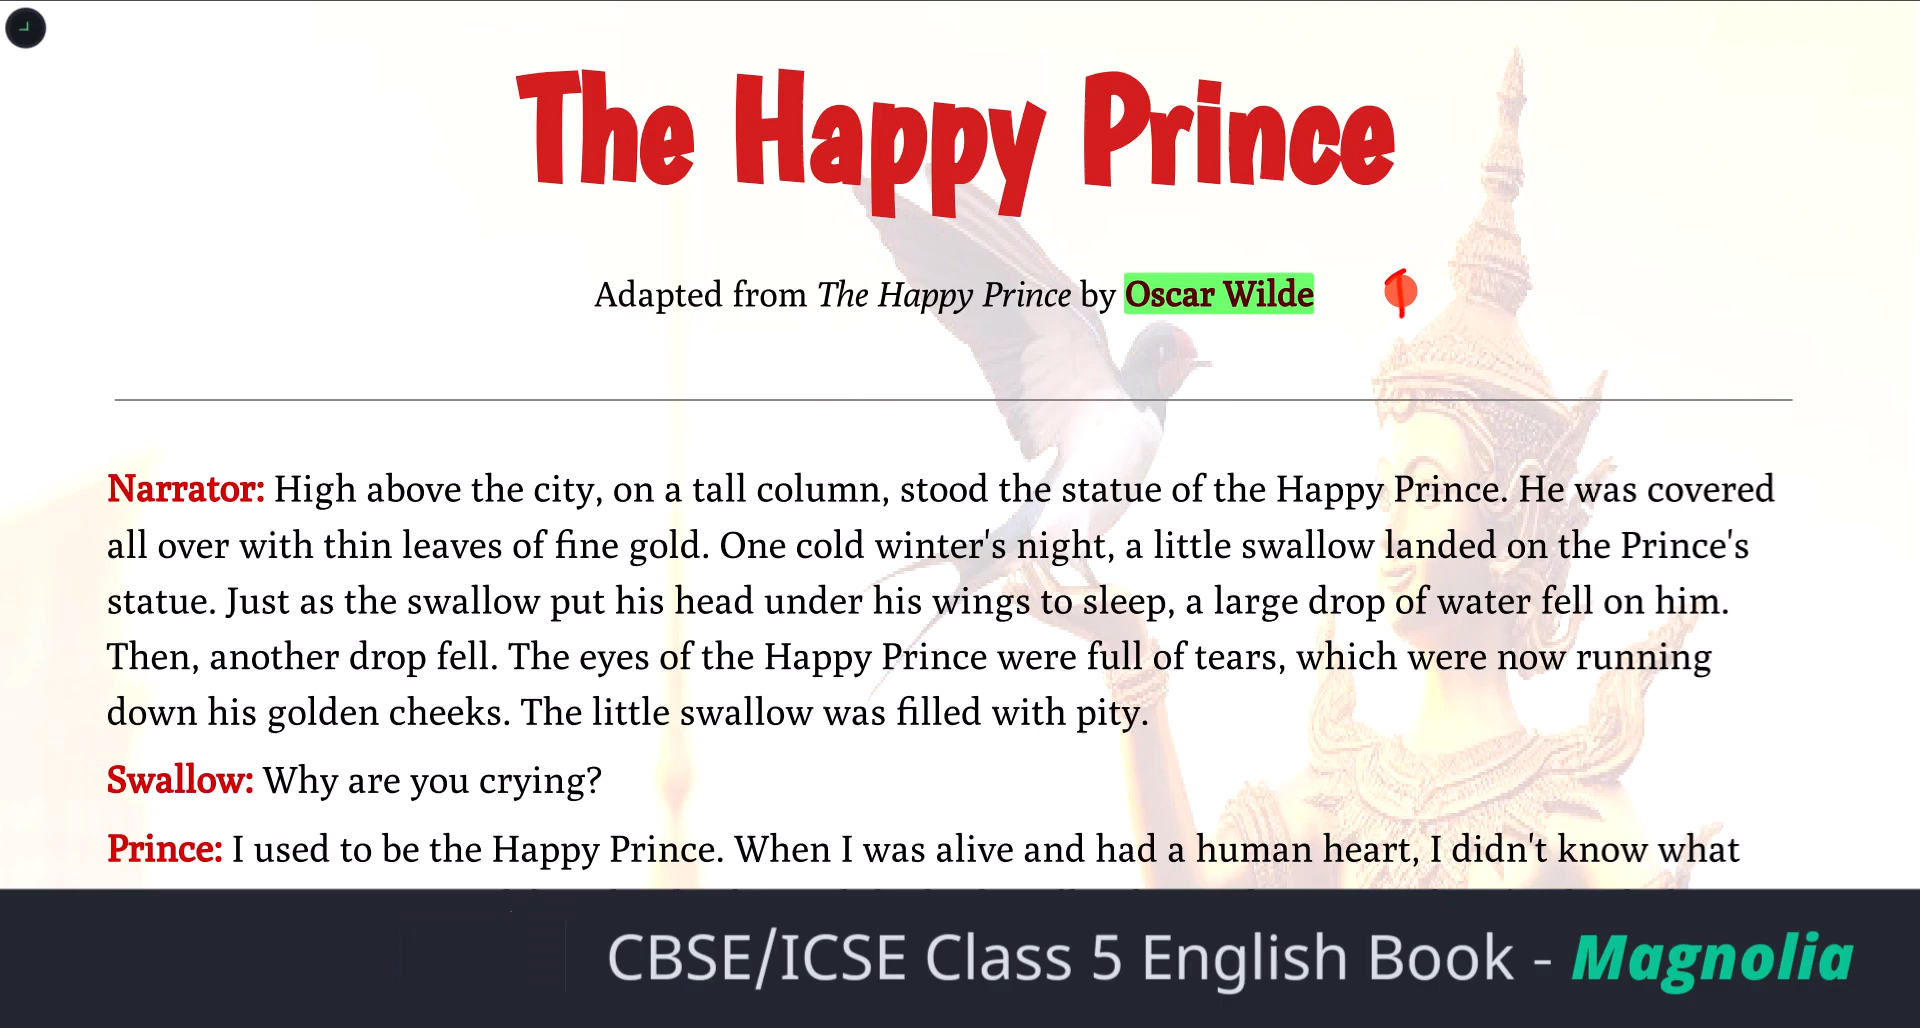 The Happy Prince
Adapted from The Happy Prince by Oscar Wilde
Narrator: High above the city, on a tall column, stood the statue of the Happy Prince. He was covered
all over with thin leaves of fine gold. One cold winter's night, a little swallow landed on the Prince's
statue. Just as the swallow put his head under his wings to sleep, a large drop of water fell on him.
Then, another drop fell. The eyes of the Happy Prince were full of tears, which were now running
down his golden cheeks. The little swallow was filled with pity.
Swallow: Why are you crying?
Prince: I used to be the Happy Prince. When I was alive and had a human heart, I didn't know what
CBSE/ICSE Class 5 English Book - Magnolia